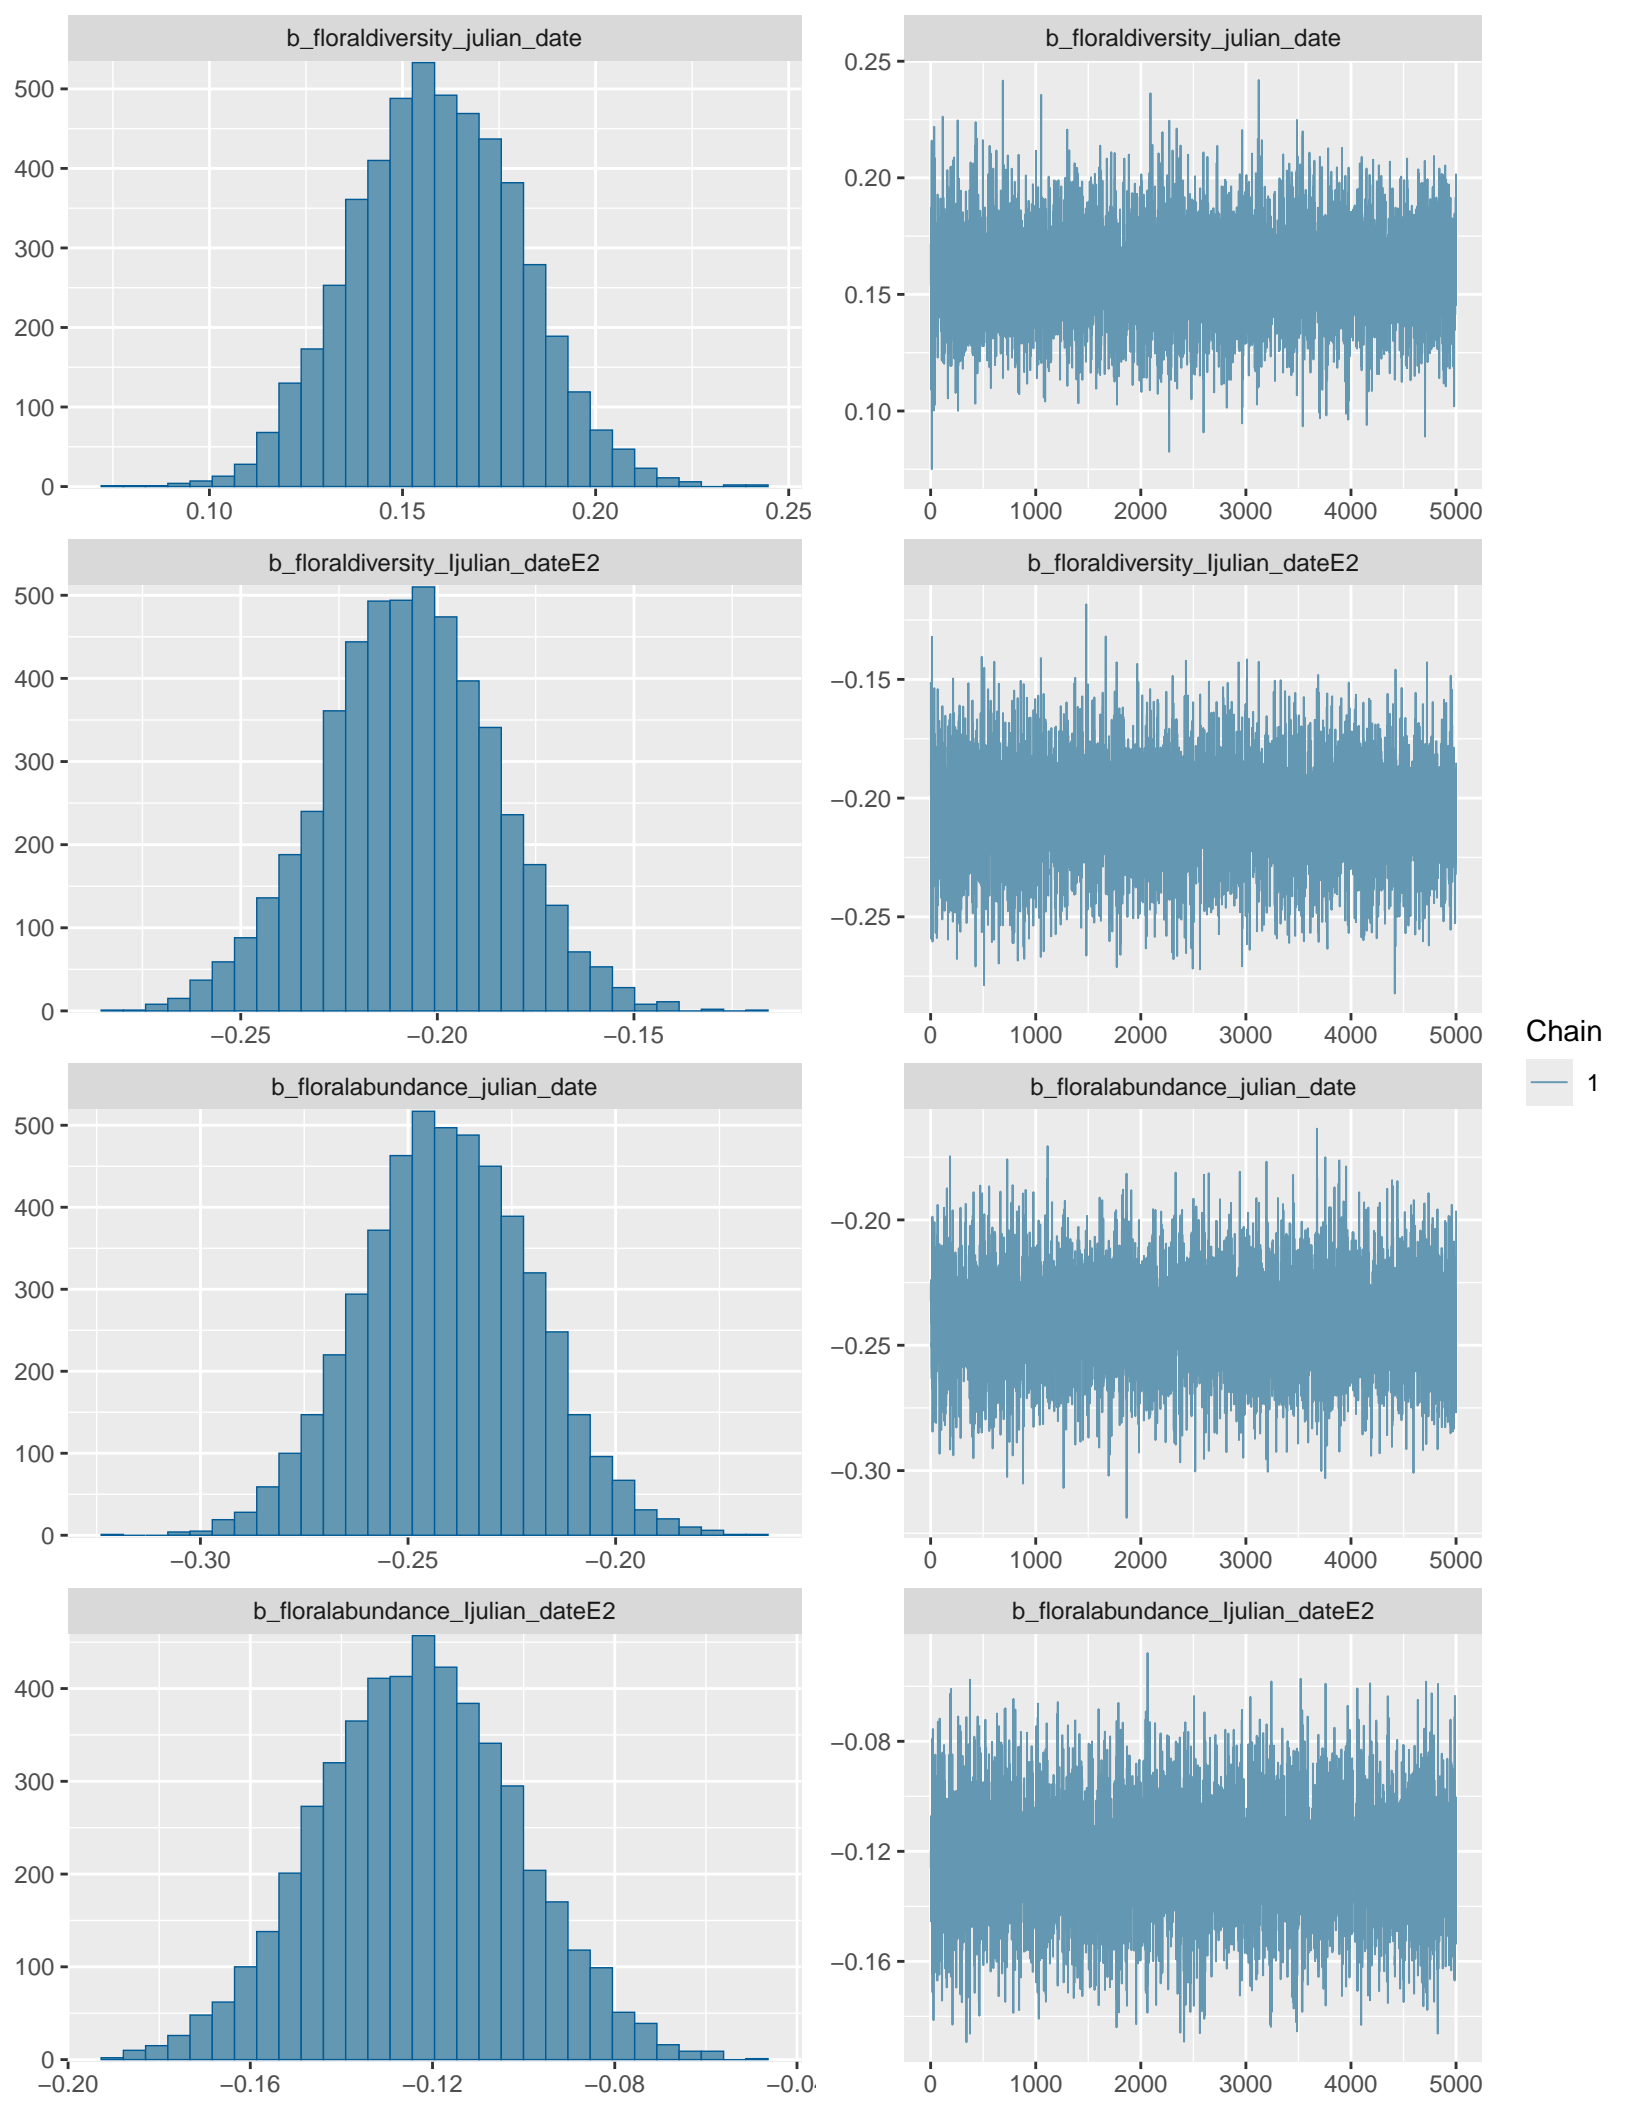 b_floraldiversity_julian_date b_floraldiversity_julian_date
500
400
300
200
100
0
0.10 0.15 0.20 0.25
0.25
0.20
0.15
0.10
0 1000 2000 3000 4000 5000
b_floraldiversity_Ijulian_dateE2 b_floraldiversity_Ijulian_dateE2
500
400
300
200
100
0
−0.25 −0.20 −0.15
−0.15
−0.20
−0.25
0 1000 2000 3000 4000 5000
Chain
1
b_floralabundance_julian_date b_floralabundance_julian_date
500
400
300
200
100
0
−0.30 −0.25 −0.20
−0.20
−0.25
−0.30
0 1000 2000 3000 4000 5000
b_floralabundance_Ijulian_dateE2 b_floralabundance_Ijulian_dateE2
400
300
200
100
0
−0.20 −0.16 −0.12 −0.08
−0.08
−0.12
−0.16
0 1000 2000 3000 4000 5000